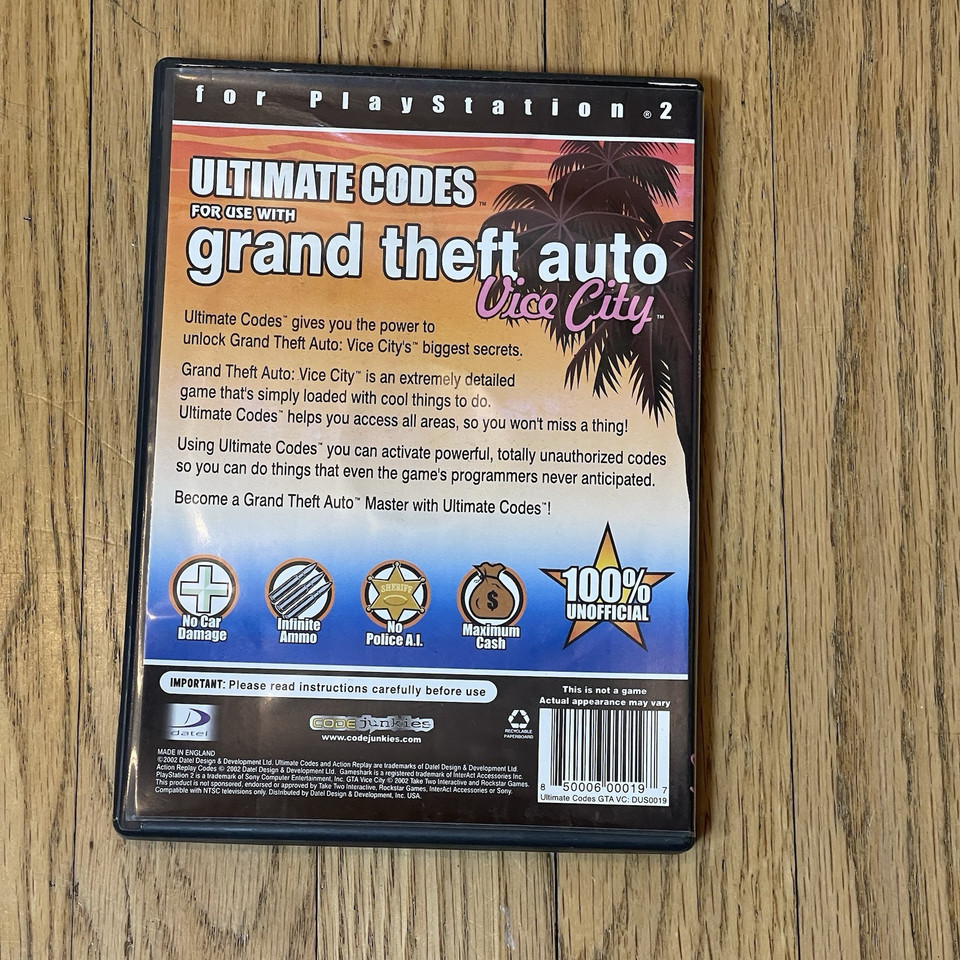 for PlayStation®2
ULTIMATE CODES™
FOR USE WITH
grand theft auto
Vice City™
Ultimate Codes™ gives you the power to
unlock Grand Theft Auto: Vice City's™ biggest secrets.
Grand Theft Auto: Vice City™ is an extremely detailed
game that's simply loaded with cool things to do.
Ultimate Codes™ helps you access all areas, so you won't miss a thing!
Using Ultimate Codes™ you can activate powerful, totally unauthorized codes
so you can do things that even the game's programmers never anticipated.
Become a Grand Theft Auto™ Master with Ultimate Codes™!
No Car
Damage
Infinite
Ammo
SHERIFF
No
Police A.I.
$
Maximum
Cash
100%
UNOFFICIAL
IMPORTANT: Please read instructions carefully before use
This is not a game
Actual appearance may vary
datel
CODEjunkies
www.codejunkies.com
RECYCLABLE
PAPERBOARD
MADE IN ENGLAND
©2002 Datel Design & Development Ltd. Ultimate Codes and Action Replay are trademarks of Datel Design & Development Ltd.
Action Replay Codes © 2002 Datel Design & Development Ltd. Gameshark is a registered trademark of InterAct Accessories Inc.
PlayStation 2 is a trademark of Sony Computer Entertainment, Inc. GTA Vice City © 2002 Take Two Interactive and Rockstar Games.
This product is not sponsored, endorsed or approved by Take Two Interactive, Rockstar Games, InterAct Accessories or Sony.
Compatible with NTSC televisions only. Distributed by Datel Design & Development, Inc. USA.
8 50006 00019 7
Ultimate Codes GTA VC: DUS0019